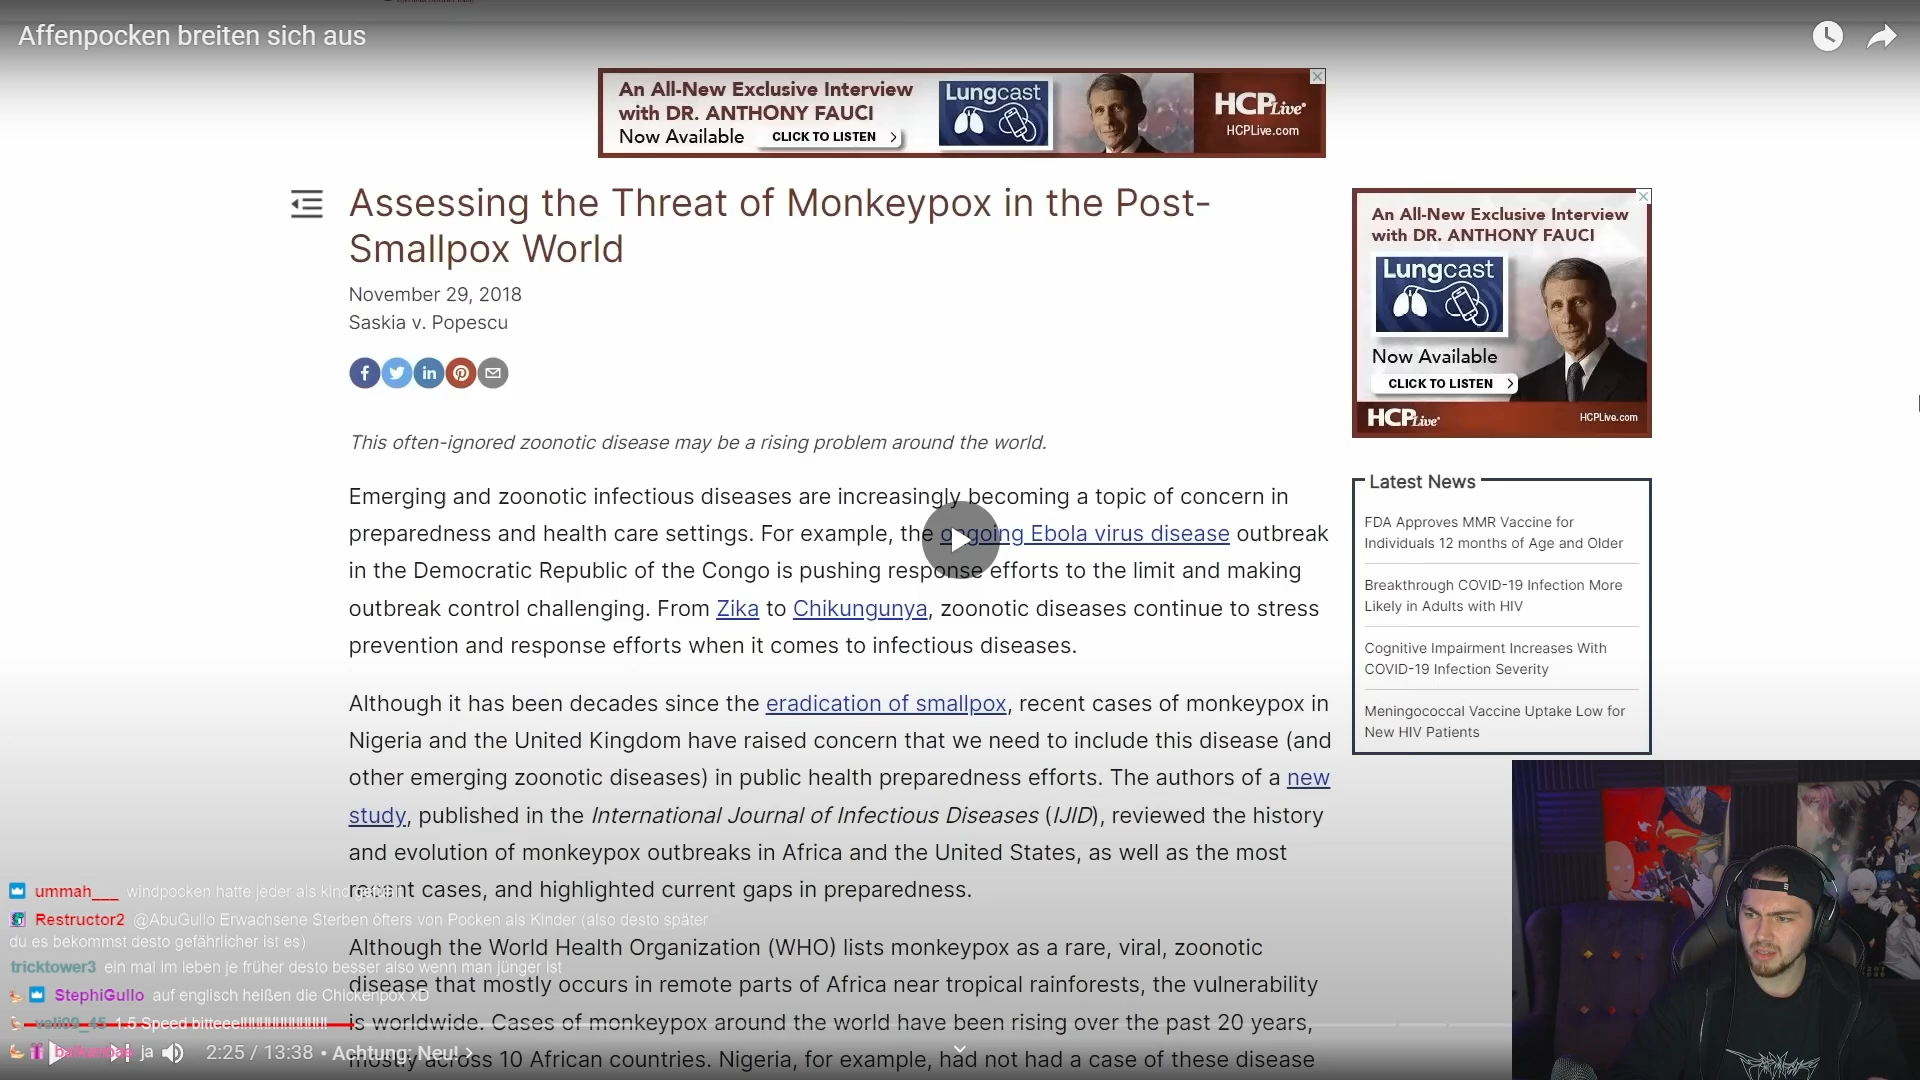 Affenpocken breiten sich aus
An All-New Exclusive Interview
with DR. ANTHONY FAUCI
Now Available CLICK TO LISTEN
Lungcast
HCPLive
HCPLive.com
Assessing the Threat of Monkeypox in the Post-
Smallpox World
November 29, 2018
Saskia v. Popescu
This often-ignored zoonotic disease may be a rising problem around the world.
Emerging and zoonotic infectious diseases are increasingly becoming a topic of concern in
preparedness and health care settings. For example, the ongoing Ebola virus disease outbreak
in the Democratic Republic of the Congo is pushing response efforts to the limit and making
outbreak control challenging. From Zika to Chikungunya, zoonotic diseases continue to stress
prevention and response efforts when it comes to infectious diseases.
Although it has been decades since the eradication of smallpox, recent cases of monkeypox in
Nigeria and the United Kingdom have raised concern that we need to include this disease (and
other emerging zoonotic diseases) in public health preparedness efforts. The authors of a new
study, published in the International Journal of Infectious Diseases (IJID), reviewed the history
and evolution of monkeypox outbreaks in Africa and the United States, as well as the most
recent cases, and highlighted current gaps in preparedness.
Although the World Health Organization (WHO) lists monkeypox as a rare, viral, zoonotic
disease that mostly occurs in remote parts of Africa near tropical rainforests, the vulnerability
is worldwide. Cases of monkeypox around the world have been rising over the past 20 years,
mostly across 10 African countries. Nigeria, for example, had not had a case of these disease
An All-New Exclusive Interview
with DR. ANTHONY FAUCI
Lungcast
Now Available
CLICK TO LISTEN
HCPLive
HCPLive.com
Latest News
FDA Approves MMR Vaccine for
Individuals 12 months of Age and Older
Breakthrough COVID-19 Infection More
Likely in Adults with HIV
Cognitive Impairment Increases With
COVID-19 Infection Severity
Meningococcal Vaccine Uptake Low for
New HIV Patients
ummah___ windpocken hatte jeder als kind
Restructor2 @AbuGullo Erwachsene Sterben öfters von Pocken als Kinder (also desto später
du es bekommst desto gefährlicher ist es)
tricktower3 ein mal im leben je früher desto besser also wenn man jünger ist
StephiGullo auf englisch heißen die Chickenpox xD
1.5 Speed
ja
2:25 / 13:38 • Achtung: Neu!